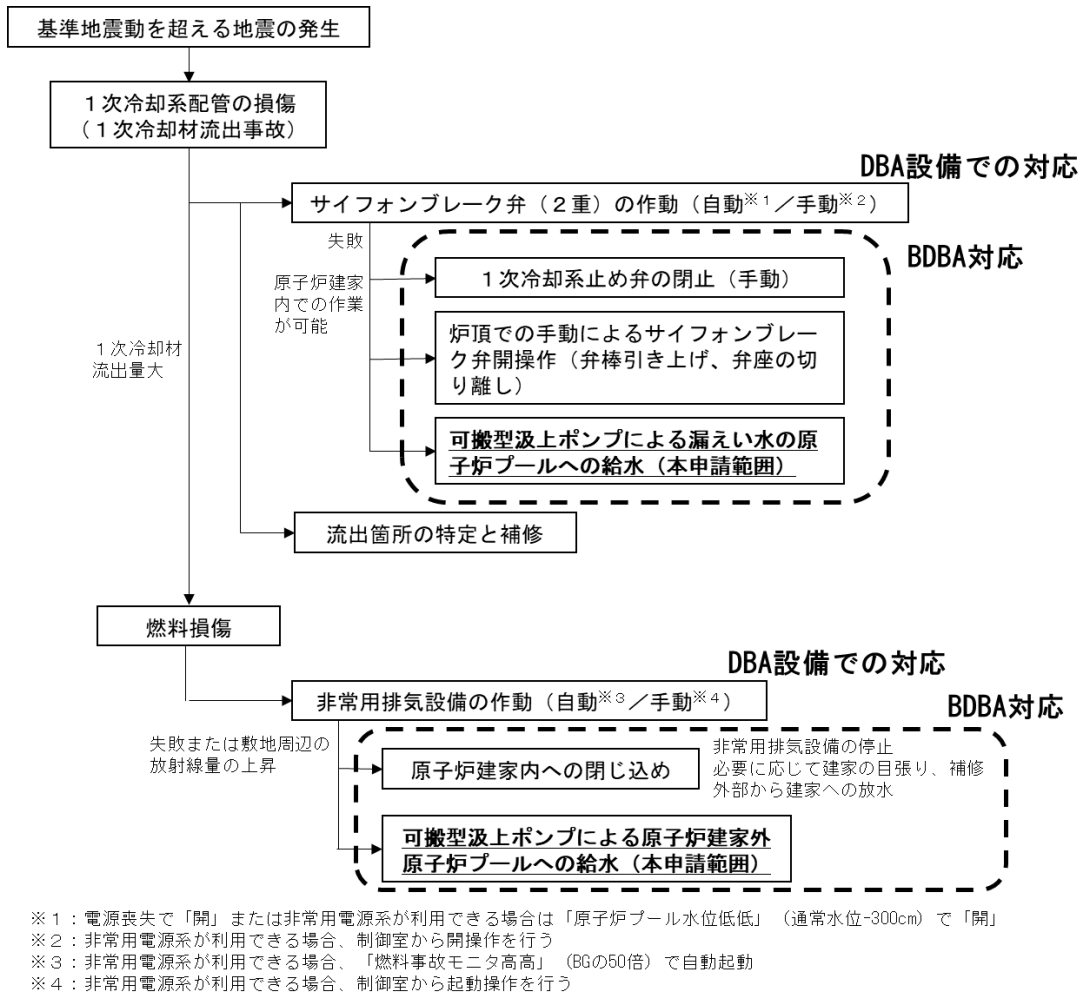 基準地震動を超える地震の発生
１次冷却系配管の損傷
（１次冷却材流出事故）
DBA設備での対応
サイフォンブレーク弁（２重）の作動（自動※１／手動※２）
失敗
BDBA対応
原子炉建家
内での作業
が可能
１次冷却系止め弁の閉止（手動）
炉頂での手動によるサイフォンブレー
ク弁開操作（弁棒引き上げ、弁座の切
り離し）
１次冷却材
流出量大
可搬型汲上ポンプによる漏えい水の原
子炉プールへの給水（本申請範囲）
流出箇所の特定と補修
燃料損傷
DBA設備での対応
非常用排気設備の作動（自動※３／手動※４）
BDBA対応
失敗または敷地周辺の
放射線量の上昇
原子炉建家内への閉じ込め
非常用排気設備の停止
必要に応じて建家の目張り、補修
外部から建家への放水
可搬型汲上ポンプによる原子炉建家外
原子炉プールへの給水（本申請範囲）
※１：電源喪失で「開」または非常用電源系が利用できる場合は「原子炉プール水位低低」（通常水位-300cm）で「開」
※２：非常用電源系が利用できる場合、制御室から開操作を行う
※３：非常用電源系が利用できる場合、「燃料事故モニタ高高」（BGの50倍）で自動起動
※４：非常用電源系が利用できる場合、制御室から起動操作を行う